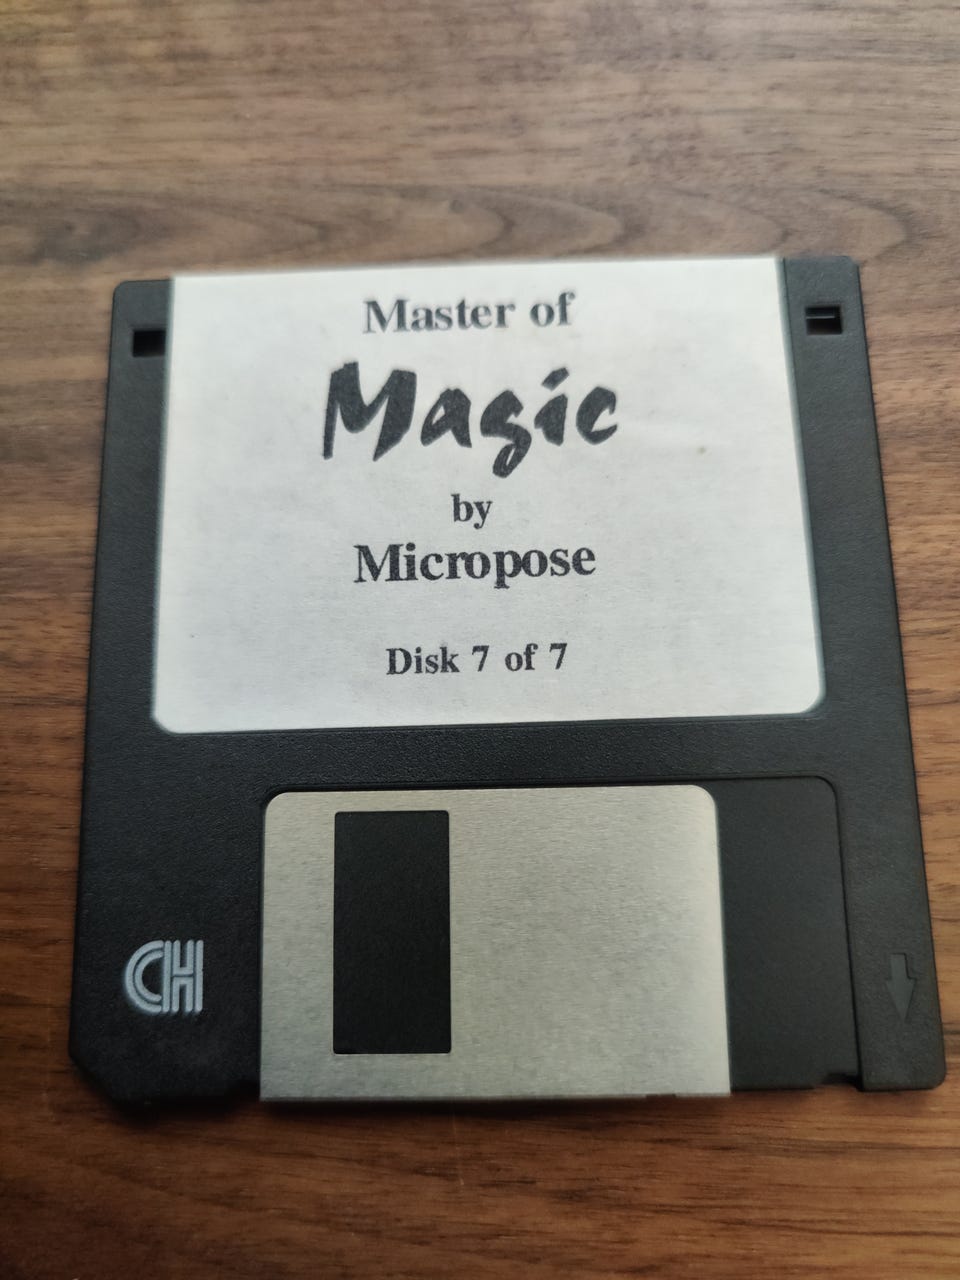 Master of
Magic
by
Micropose
Disk 7 of 7
CH